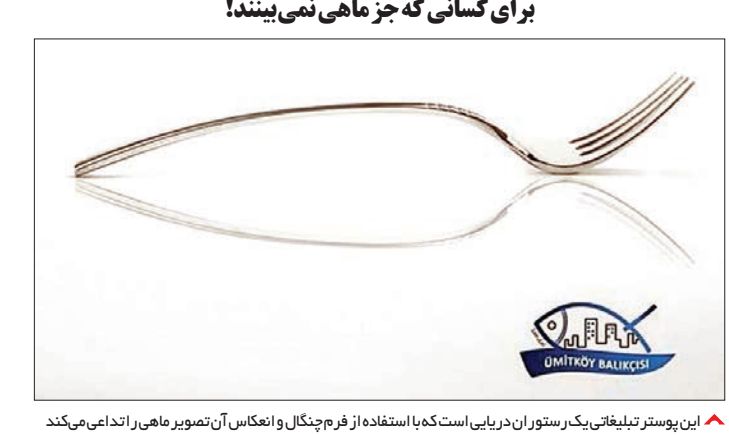 برای کسانی که جز ماهی نمی‌بینند!
ÜMİTKÖY BALIKÇISI
این پوستر تبلیغاتی یک رستوران دریایی است که با استفاده از فرم چنگال و انعکاس آن تصویر ماهی را تداعی می‌کند